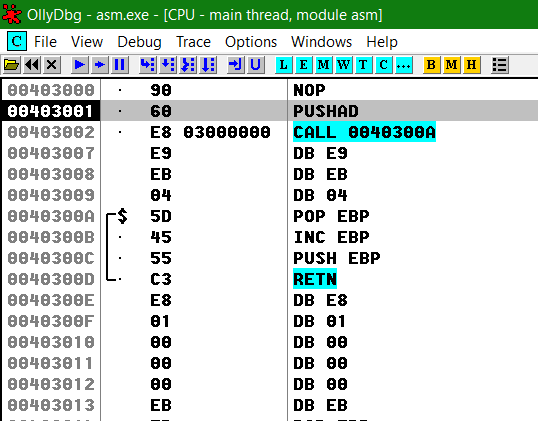 OllyDbg - asm.exe - [CPU - main thread, module asm]
C File View Debug Trace Options Windows Help
L E M W T C ... B M H
00403000 · 90 NOP
00403001 · 60 PUSHAD
00403002 · E8 03000000 CALL 0040300A
00403007 E9 DB E9
00403008 EB DB EB
00403009 04 DB 04
0040300A $ 5D POP EBP
0040300B · 45 INC EBP
0040300C · 55 PUSH EBP
0040300D · C3 RETN
0040300E E8 DB E8
0040300F 01 DB 01
00403010 00 DB 00
00403011 00 DB 00
00403012 00 DB 00
00403013 EB DB EB